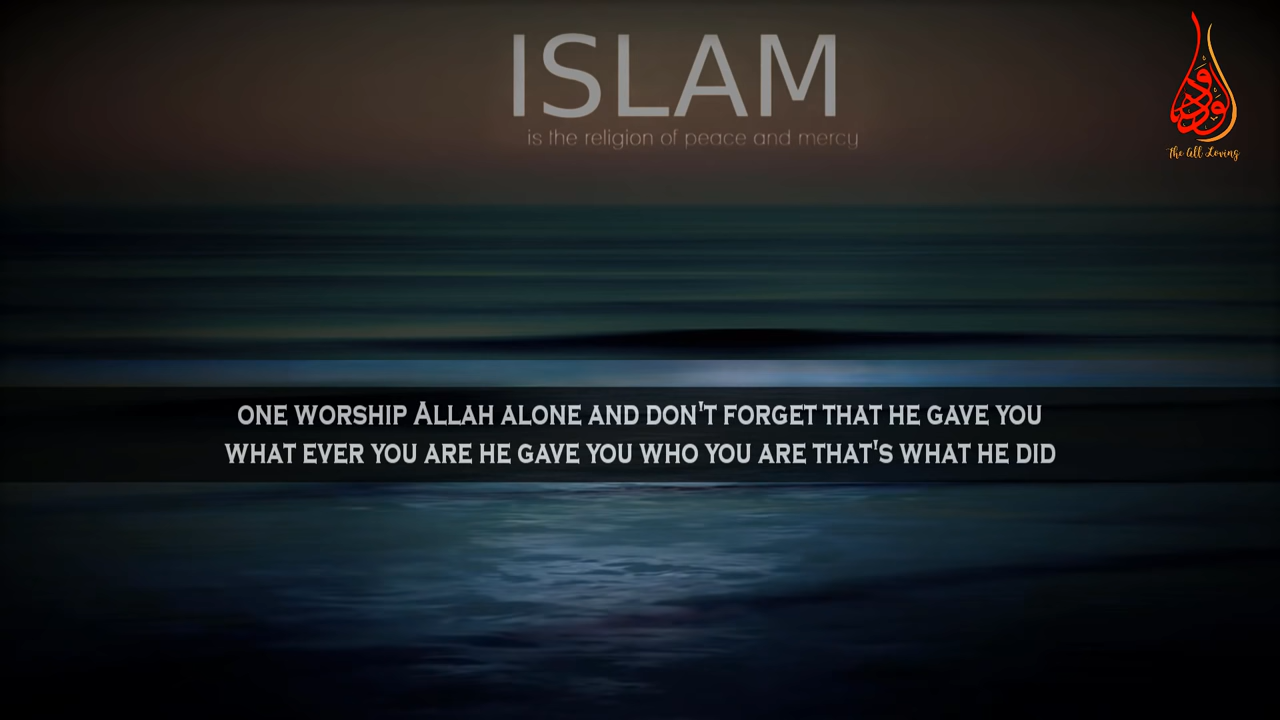 ISLAM
is the religion of peace and mercy
الودود
The All Loving
ONE WORSHIP ALLAH ALONE AND DON'T FORGET THAT HE GAVE YOU
WHAT EVER YOU ARE HE GAVE YOU WHO YOU ARE THAT'S WHAT HE DID